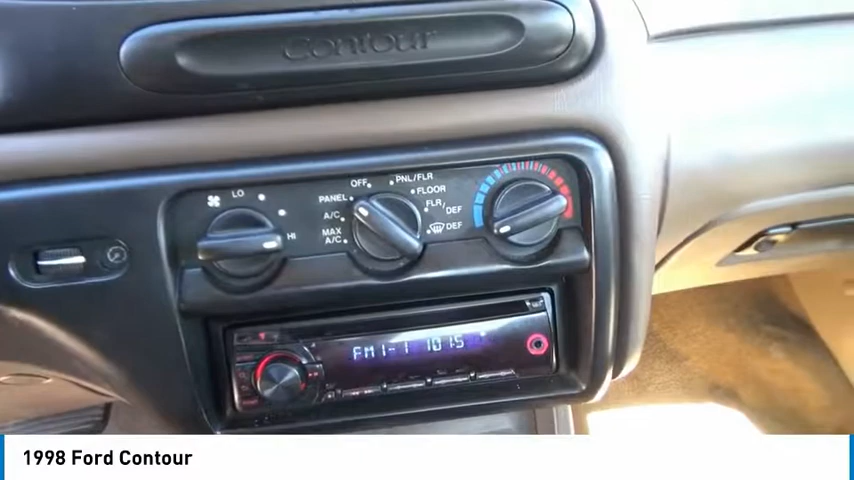 Contour
LO
HI
OFF
PNL/FLR
PANEL
FLOOR
A/C
FLR/DEF
MAX A/C
DEF
FM1-1 101.5
1998 Ford Contour